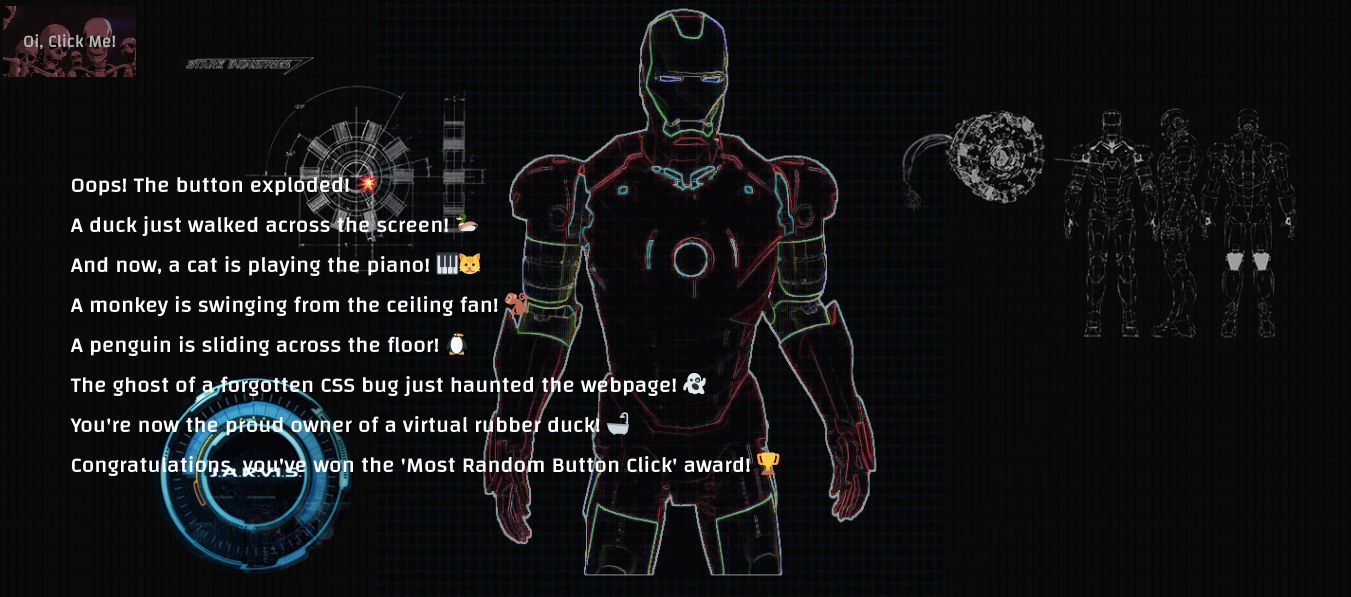 Oi, Click Me!
STARK INDUSTRIES
Oops! The button exploded! 💥
A duck just walked across the screen! 🦆
And now, a cat is playing the piano! 🎹🐱
A monkey is swinging from the ceiling fan! 🐒
A penguin is sliding across the floor! 🐧
The ghost of a forgotten CSS bug just haunted the webpage! 👻
You're now the proud owner of a virtual rubber duck! 🛁
Congratulations, you've won the 'Most Random Button Click' award! 🏆
J.A.R.V.I.S.